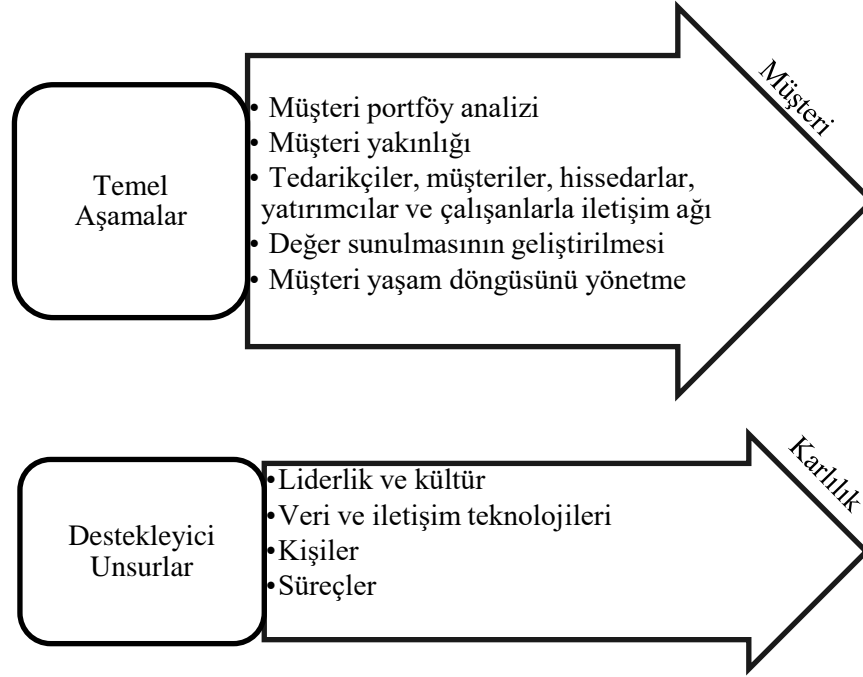 Temel
Aşamalar
• Müşteri portföy analizi
• Müşteri yakınlığı
• Tedarikçiler, müşteriler, hissedarlar,
yatırımcılar ve çalışanlarla iletişim ağı
• Değer sunulmasının geliştirilmesi
• Müşteri yaşam döngüsünü yönetme
Müşteri
Destekleyici
Unsurlar
•Liderlik ve kültür
•Veri ve iletişim teknolojileri
•Kişiler
•Süreçler
Karlılık